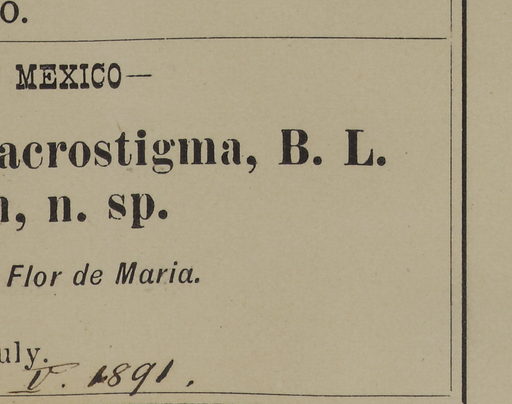 o.
MEXICO—
acrostigma, B. L.
n, n. sp.
Flor de Maria.
uly.
V. 1891.